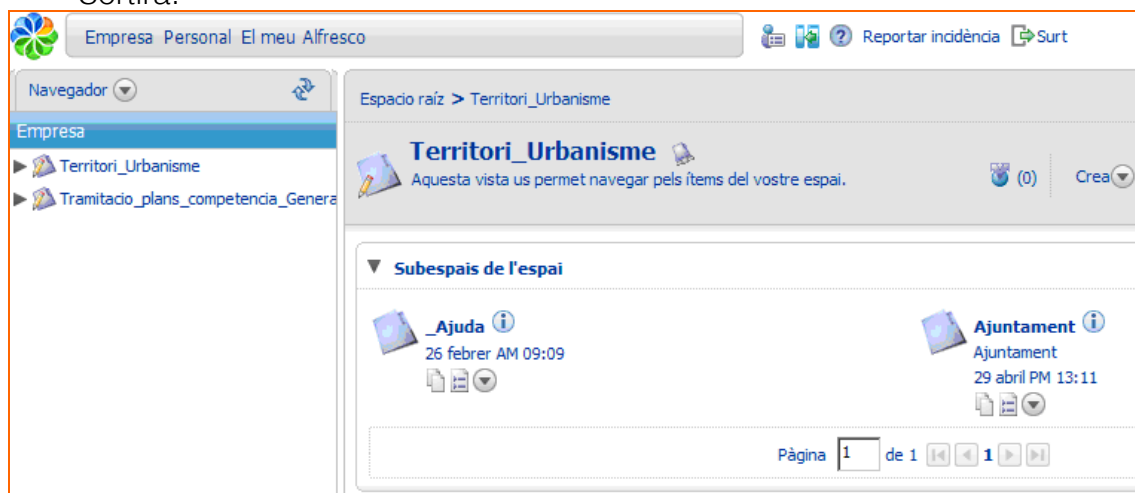 Sortirà:
Empresa Personal El meu Alfresco
Reportar incidència Surt
Navegador
Empresa
Territori_Urbanisme
Tramitacio_plans_competencia_Genera
Espacio raíz > Territori_Urbanisme
Territori_Urbanisme
Aquesta vista us permet navegar pels ítems del vostre espai.
(0) Crea
Subespais de l'espai
_Ajuda
26 febrer AM 09:09
Ajuntament
Ajuntament
29 abril PM 13:11
Pàgina 1 de 1 1